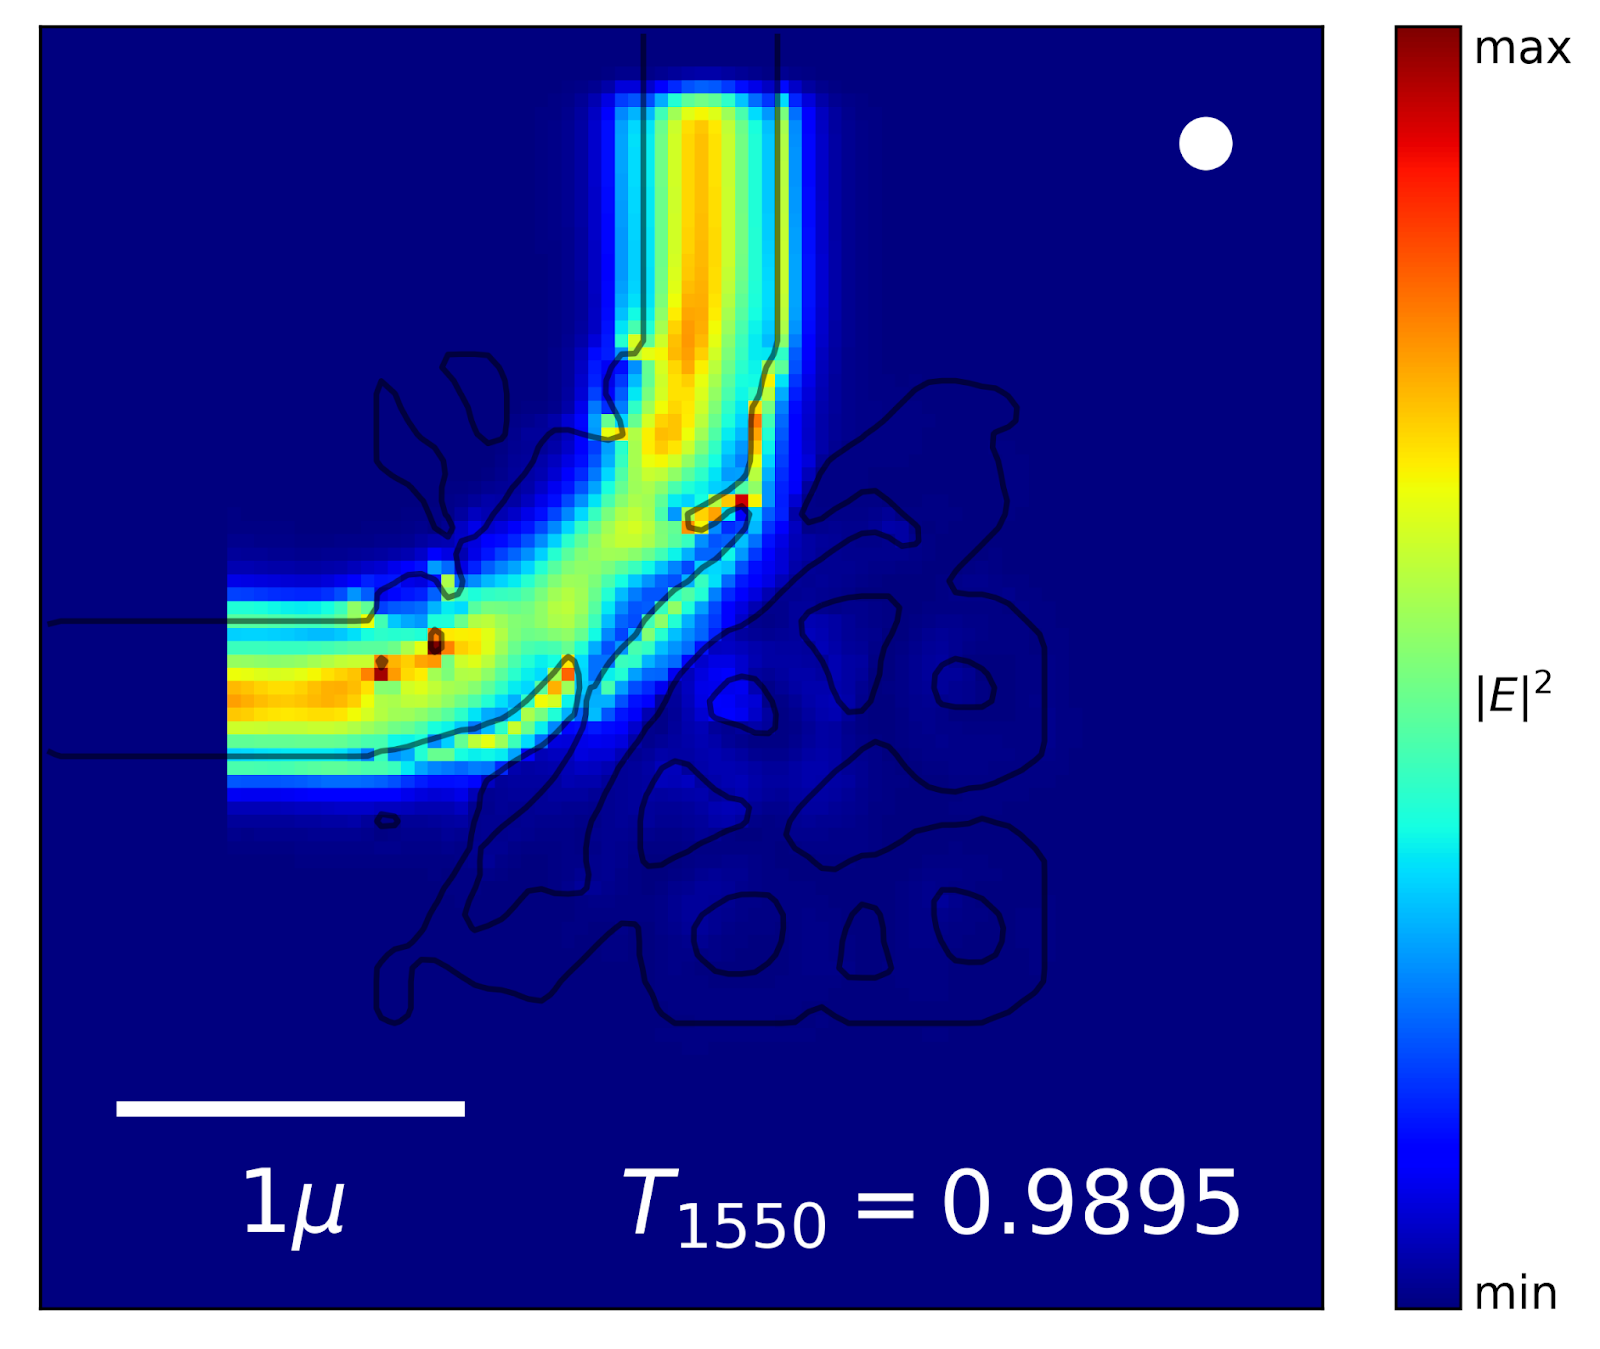 max
|E|²
min
1μ
T₁₅₅₀ = 0.9895